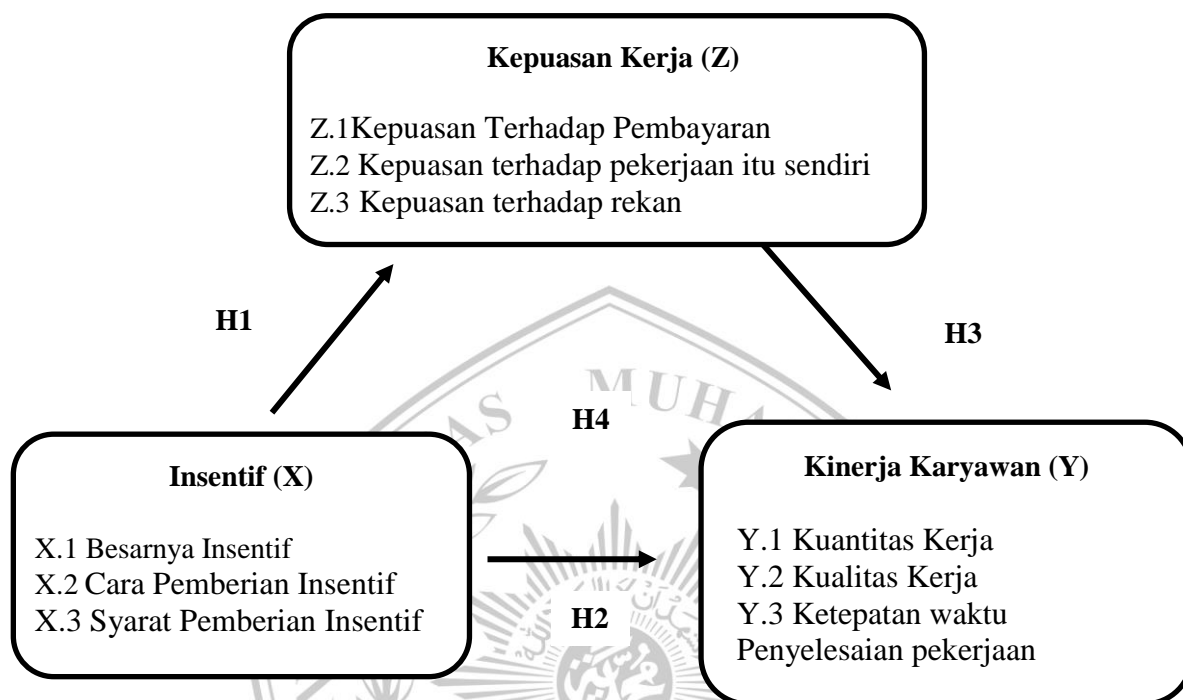 Kepuasan Kerja (Z)
Z.1Kepuasan Terhadap Pembayaran
Z.2 Kepuasan terhadap pekerjaan itu sendiri
Z.3 Kepuasan terhadap rekan
H1
H3
MUHA
AS
H4
Insentif (X)
X.1 Besarnya Insentif
X.2 Cara Pemberian Insentif
X.3 Syarat Pemberian Insentif
Kinerja Karyawan (Y)
Y.1 Kuantitas Kerja
Y.2 Kualitas Kerja
Y.3 Ketepatan waktu
Penyelesaian pekerjaan
H2